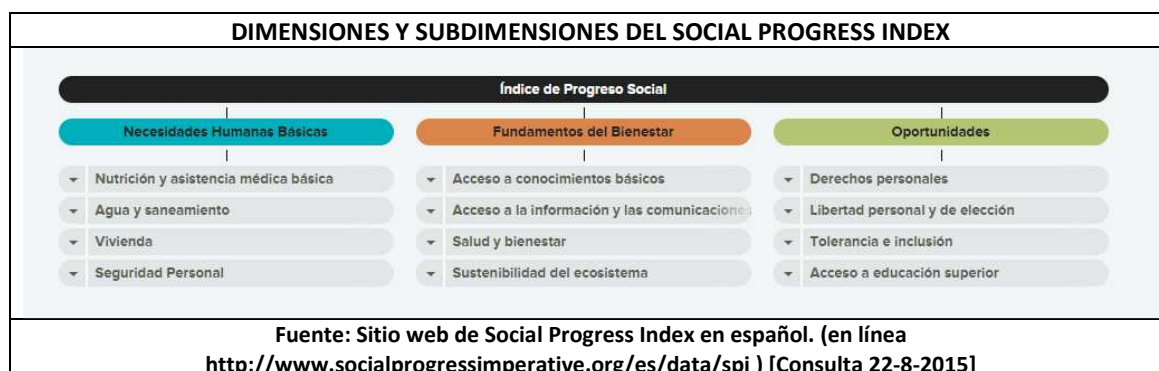 DIMENSIONES Y SUBDIMENSIONES DEL SOCIAL PROGRESS INDEX
Índice de Progreso Social
Necesidades Humanas Básicas
Nutrición y asistencia médica básica
Agua y saneamiento
Vivienda
Seguridad Personal
Fundamentos del Bienestar
Acceso a conocimientos básicos
Acceso a la información y las comunicaciones
Salud y bienestar
Sustenibilidad del ecosistema
Oportunidades
Derechos personales
Libertad personal y de elección
Tolerancia e inclusión
Acceso a educación superior
Fuente: Sitio web de Social Progress Index en español. (en línea
http://www.socialprogressimperative.org/es/data/spi ) [Consulta 22-8-2015]